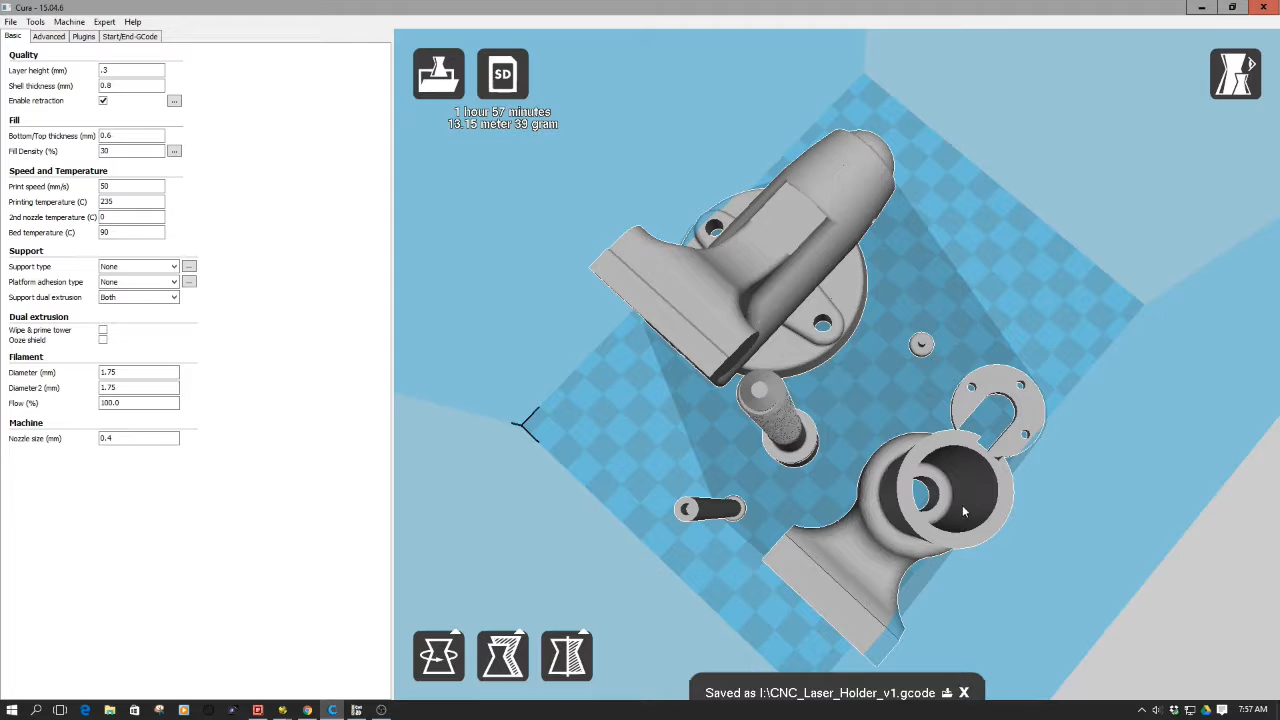 Cura - 15.04.6
File Tools Machine Expert Help
Basic Advanced Plugins Start/End-GCode
Quality
Layer height (mm) .3
Shell thickness (mm) 0.8
Enable retraction ...
Fill
Bottom/Top thickness (mm) 0.6
Fill Density (%) 30 ...
Speed and Temperature
Print speed (mm/s) 50
Printing temperature (C) 235
2nd nozzle temperature (C) 0
Bed temperature (C) 90
Support
Support type None ...
Platform adhesion type None ...
Support dual extrusion Both
Dual extrusion
Wipe & prime tower
Ooze shield
Filament
Diameter (mm) 1.75
Diameter2 (mm) 1.75
Flow (%) 100.0
Machine
Nozzle size (mm) 0.4
SD
1 hour 57 minutes
13.15 meter 39 gram
Saved as I:\CNC_Laser_Holder_v1.gcode X
7:57 AM